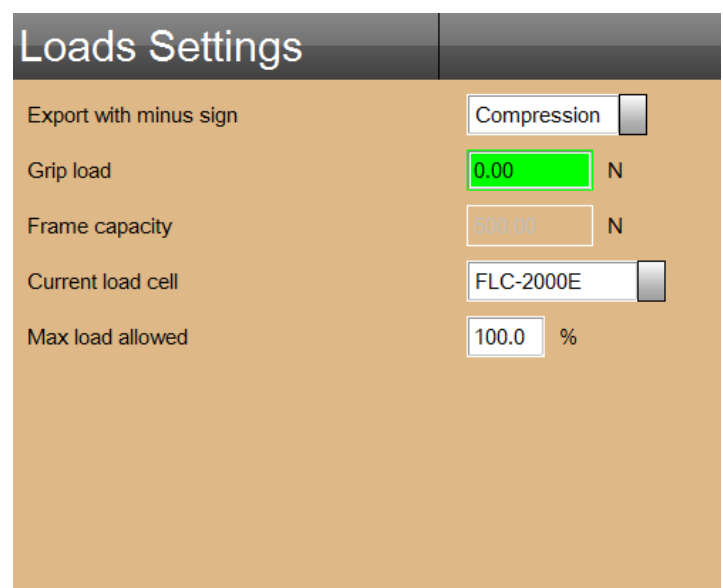 Loads Settings
Export with minus sign Compression
Grip load 0.00 N
Frame capacity N
Current load cell FLC-2000E
Max load allowed 100.0 %